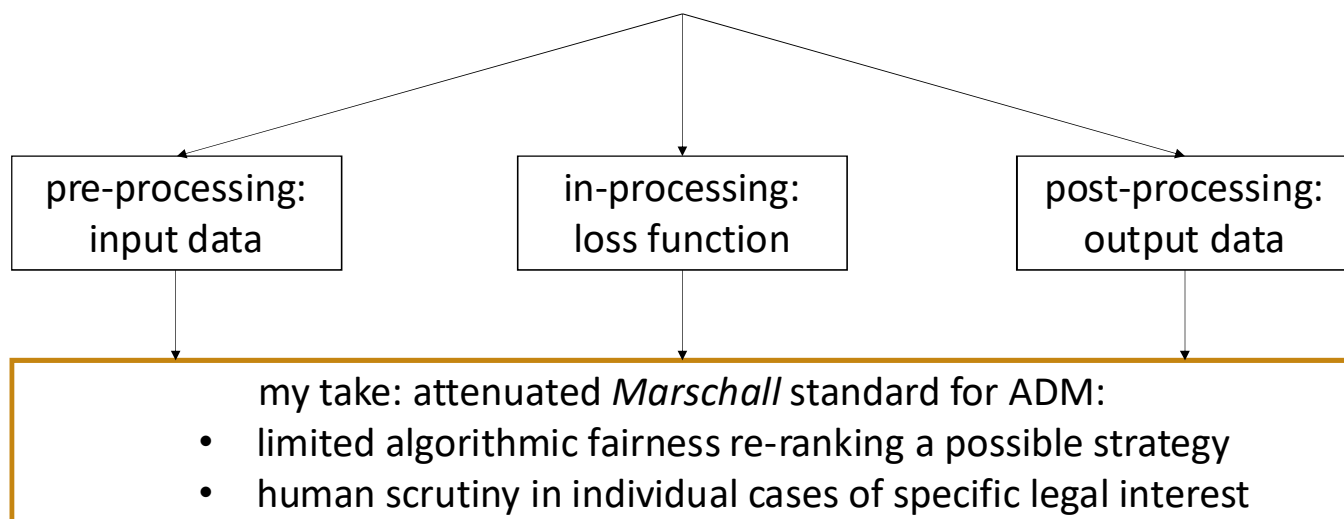 pre-processing:
input data
in-processing:
loss function
post-processing:
output data
my take: attenuated Marschall standard for ADM:
• limited algorithmic fairness re-ranking a possible strategy
• human scrutiny in individual cases of specific legal interest